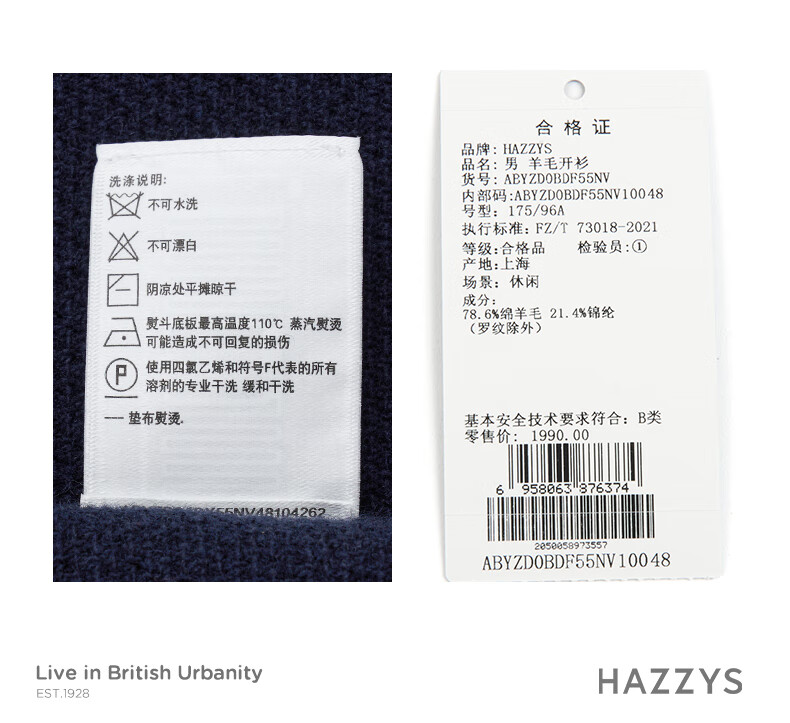 洗涤说明:
不可水洗
不可漂白
阴凉处平摊晾干
熨斗底板最高温度110℃ 蒸汽熨烫
可能造成不可回复的损伤
P
使用四氯乙烯和符号F代表的所有
溶剂的专业干洗 缓和干洗
--- 垫布熨烫.
55NV48104262
合格证
品牌: HAZZYS
品名: 男 羊毛开衫
货号: ABYZD0BDF55NV
内部码:ABYZD0BDF55NV10048
号型: 175/96A
执行标准: FZ/T 73018-2021
等级:合格品 检验员:①
产地:上海
场景: 休闲
成分:
78.6%绵羊毛 21.4%锦纶
(罗纹除外)
基本安全技术要求符合: B类
零售价: 1990.00
6 958063 876374
2050058973557
ABYZD0BDF55NV10048
Live in British Urbanity
EST.1928
HAZZYS